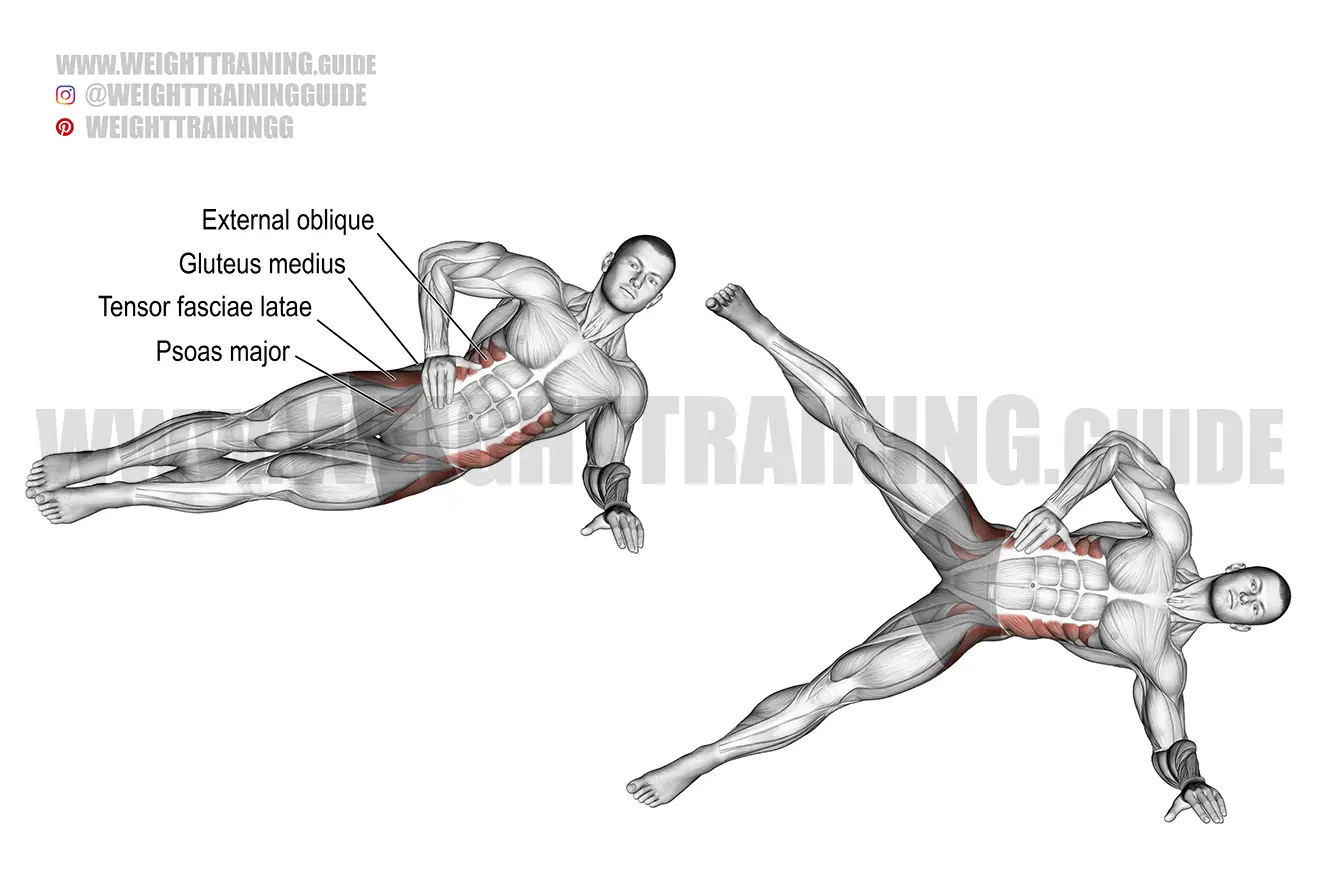 WWW.WEIGHTTRAINING.GUIDE
@WEIGHTTRAININGGUIDE
WEIGHTTRAININGG
External oblique
Gluteus medius
Tensor fasciae latae
Psoas major
WWW.WEIGHTTRAINING.GUIDE